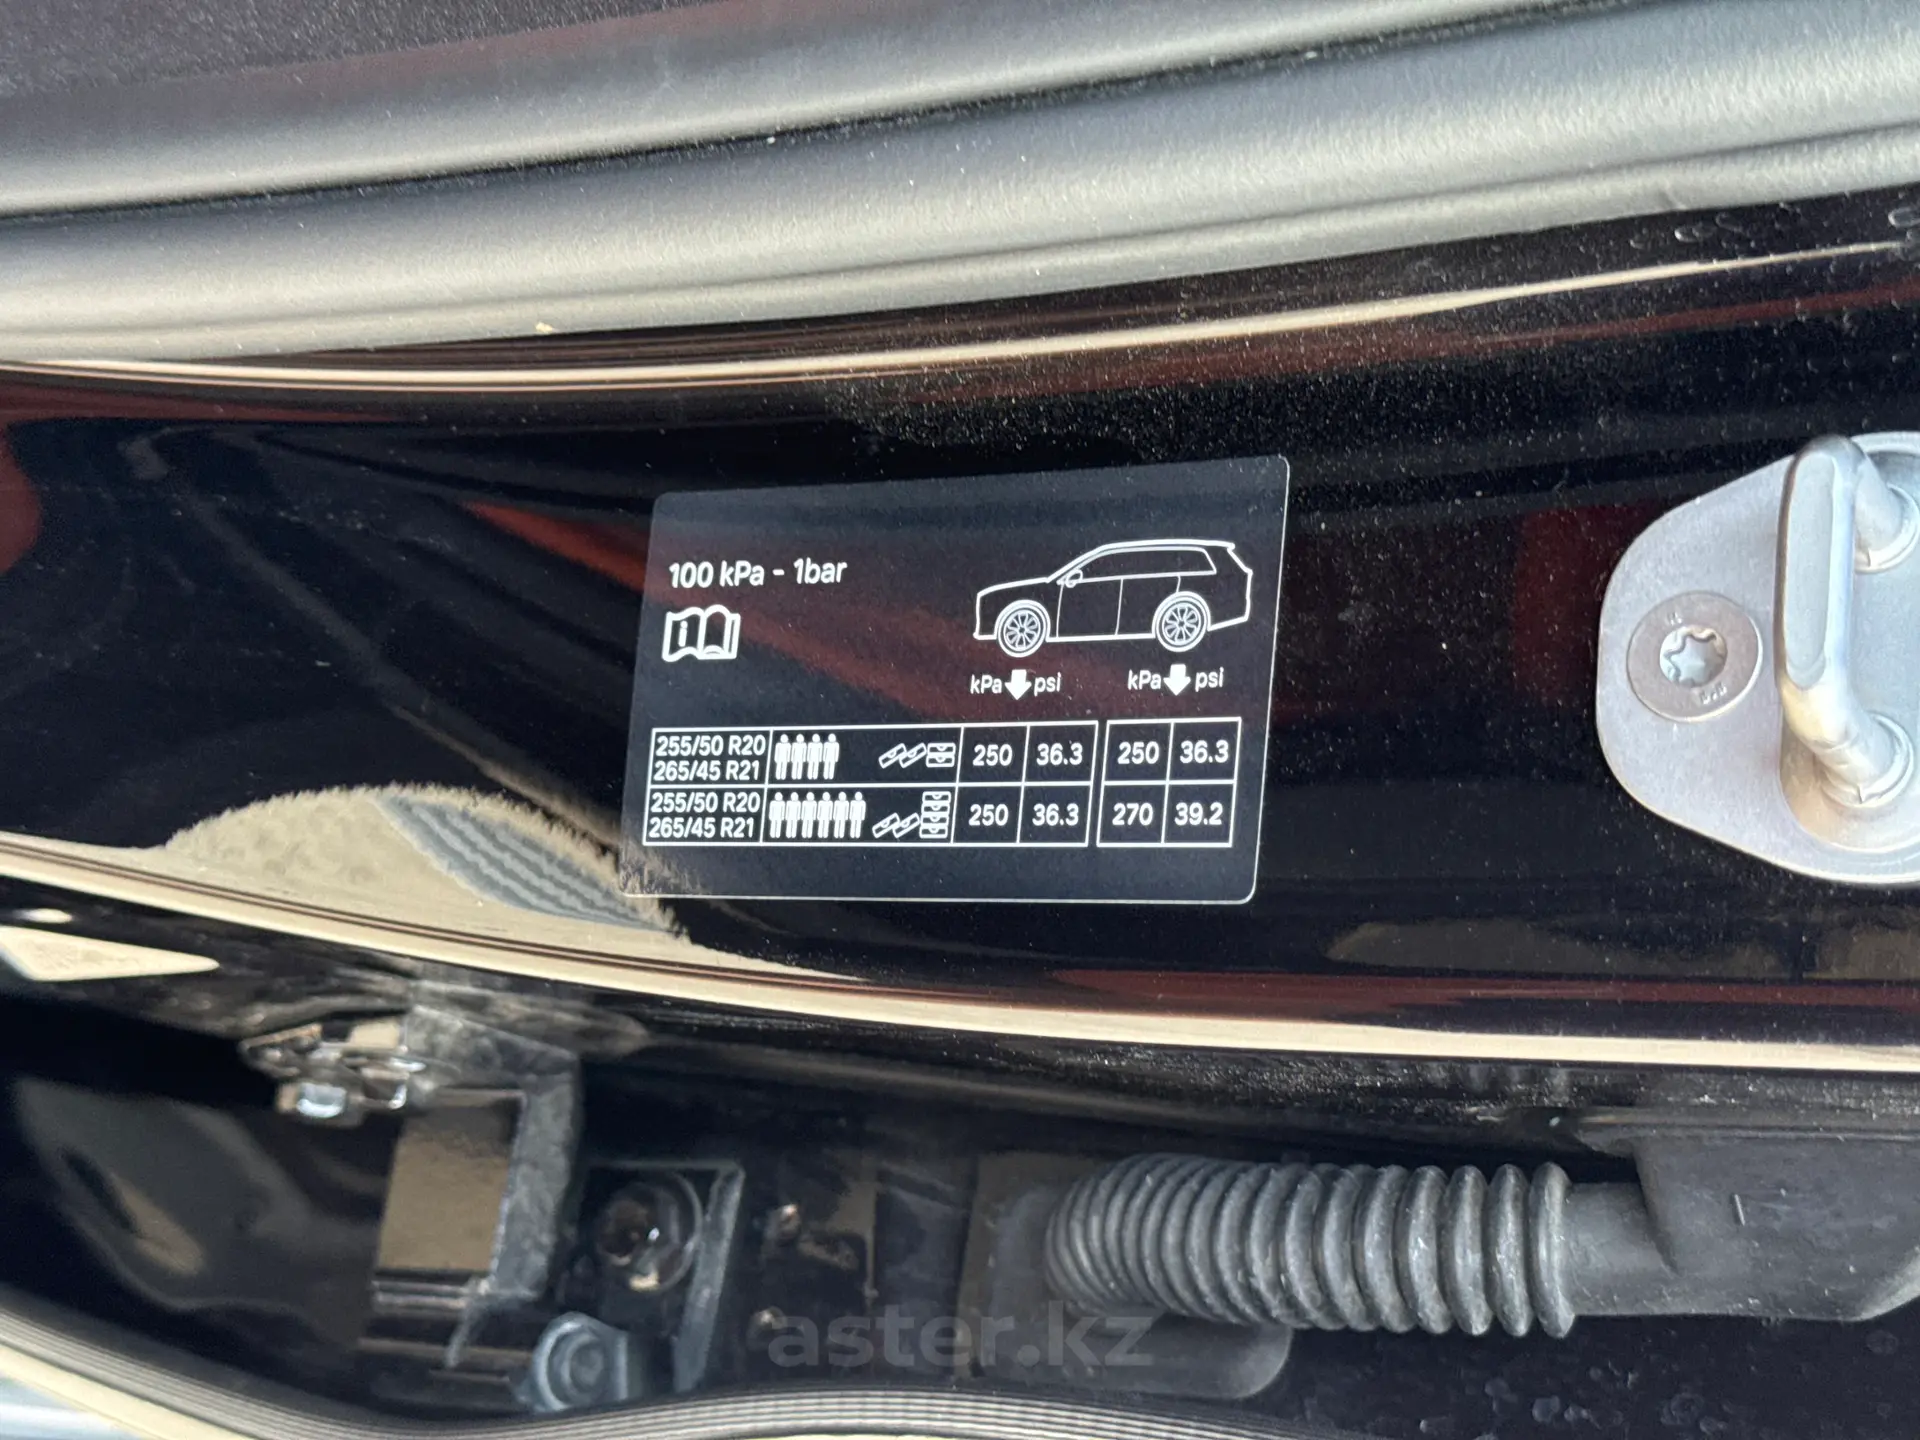 100 kPa - 1bar
kPa psi kPa psi
255/50 R20
265/45 R21 250 36.3 250 36.3
255/50 R20
265/45 R21 250 36.3 270 39.2
aster.kz